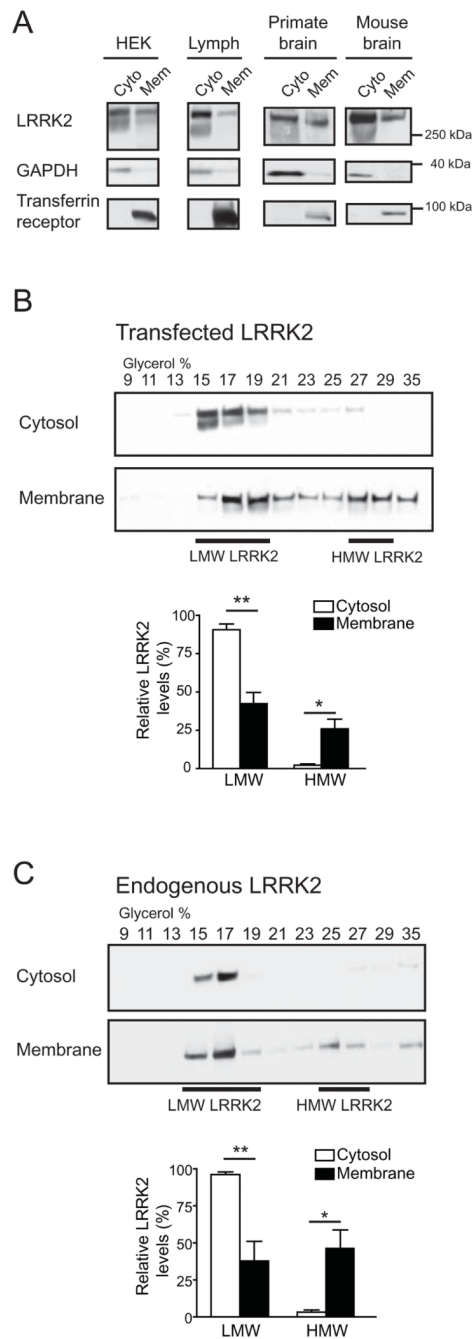 A
HEK Lymph Primate brain Mouse brain
Cyto Mem Cyto Mem Cyto Mem Cyto Mem
LRRK2
250 kDa
GAPDH
40 kDa
Transferrin receptor
100 kDa
B
Transfected LRRK2
Glycerol %
9 11 13 15 17 19 21 23 25 27 29 35
Cytosol
Membrane
LMW LRRK2 HMW LRRK2
Relative LRRK2 levels (%)
100
75
50
25
0
** *
Cytosol
Membrane
LMW HMW
C
Endogenous LRRK2
Glycerol %
9 11 13 15 17 19 21 23 25 27 29 35
Cytosol
Membrane
LMW LRRK2 HMW LRRK2
Relative LRRK2 levels (%)
100
75
50
25
0
** *
Cytosol
Membrane
LMW HMW